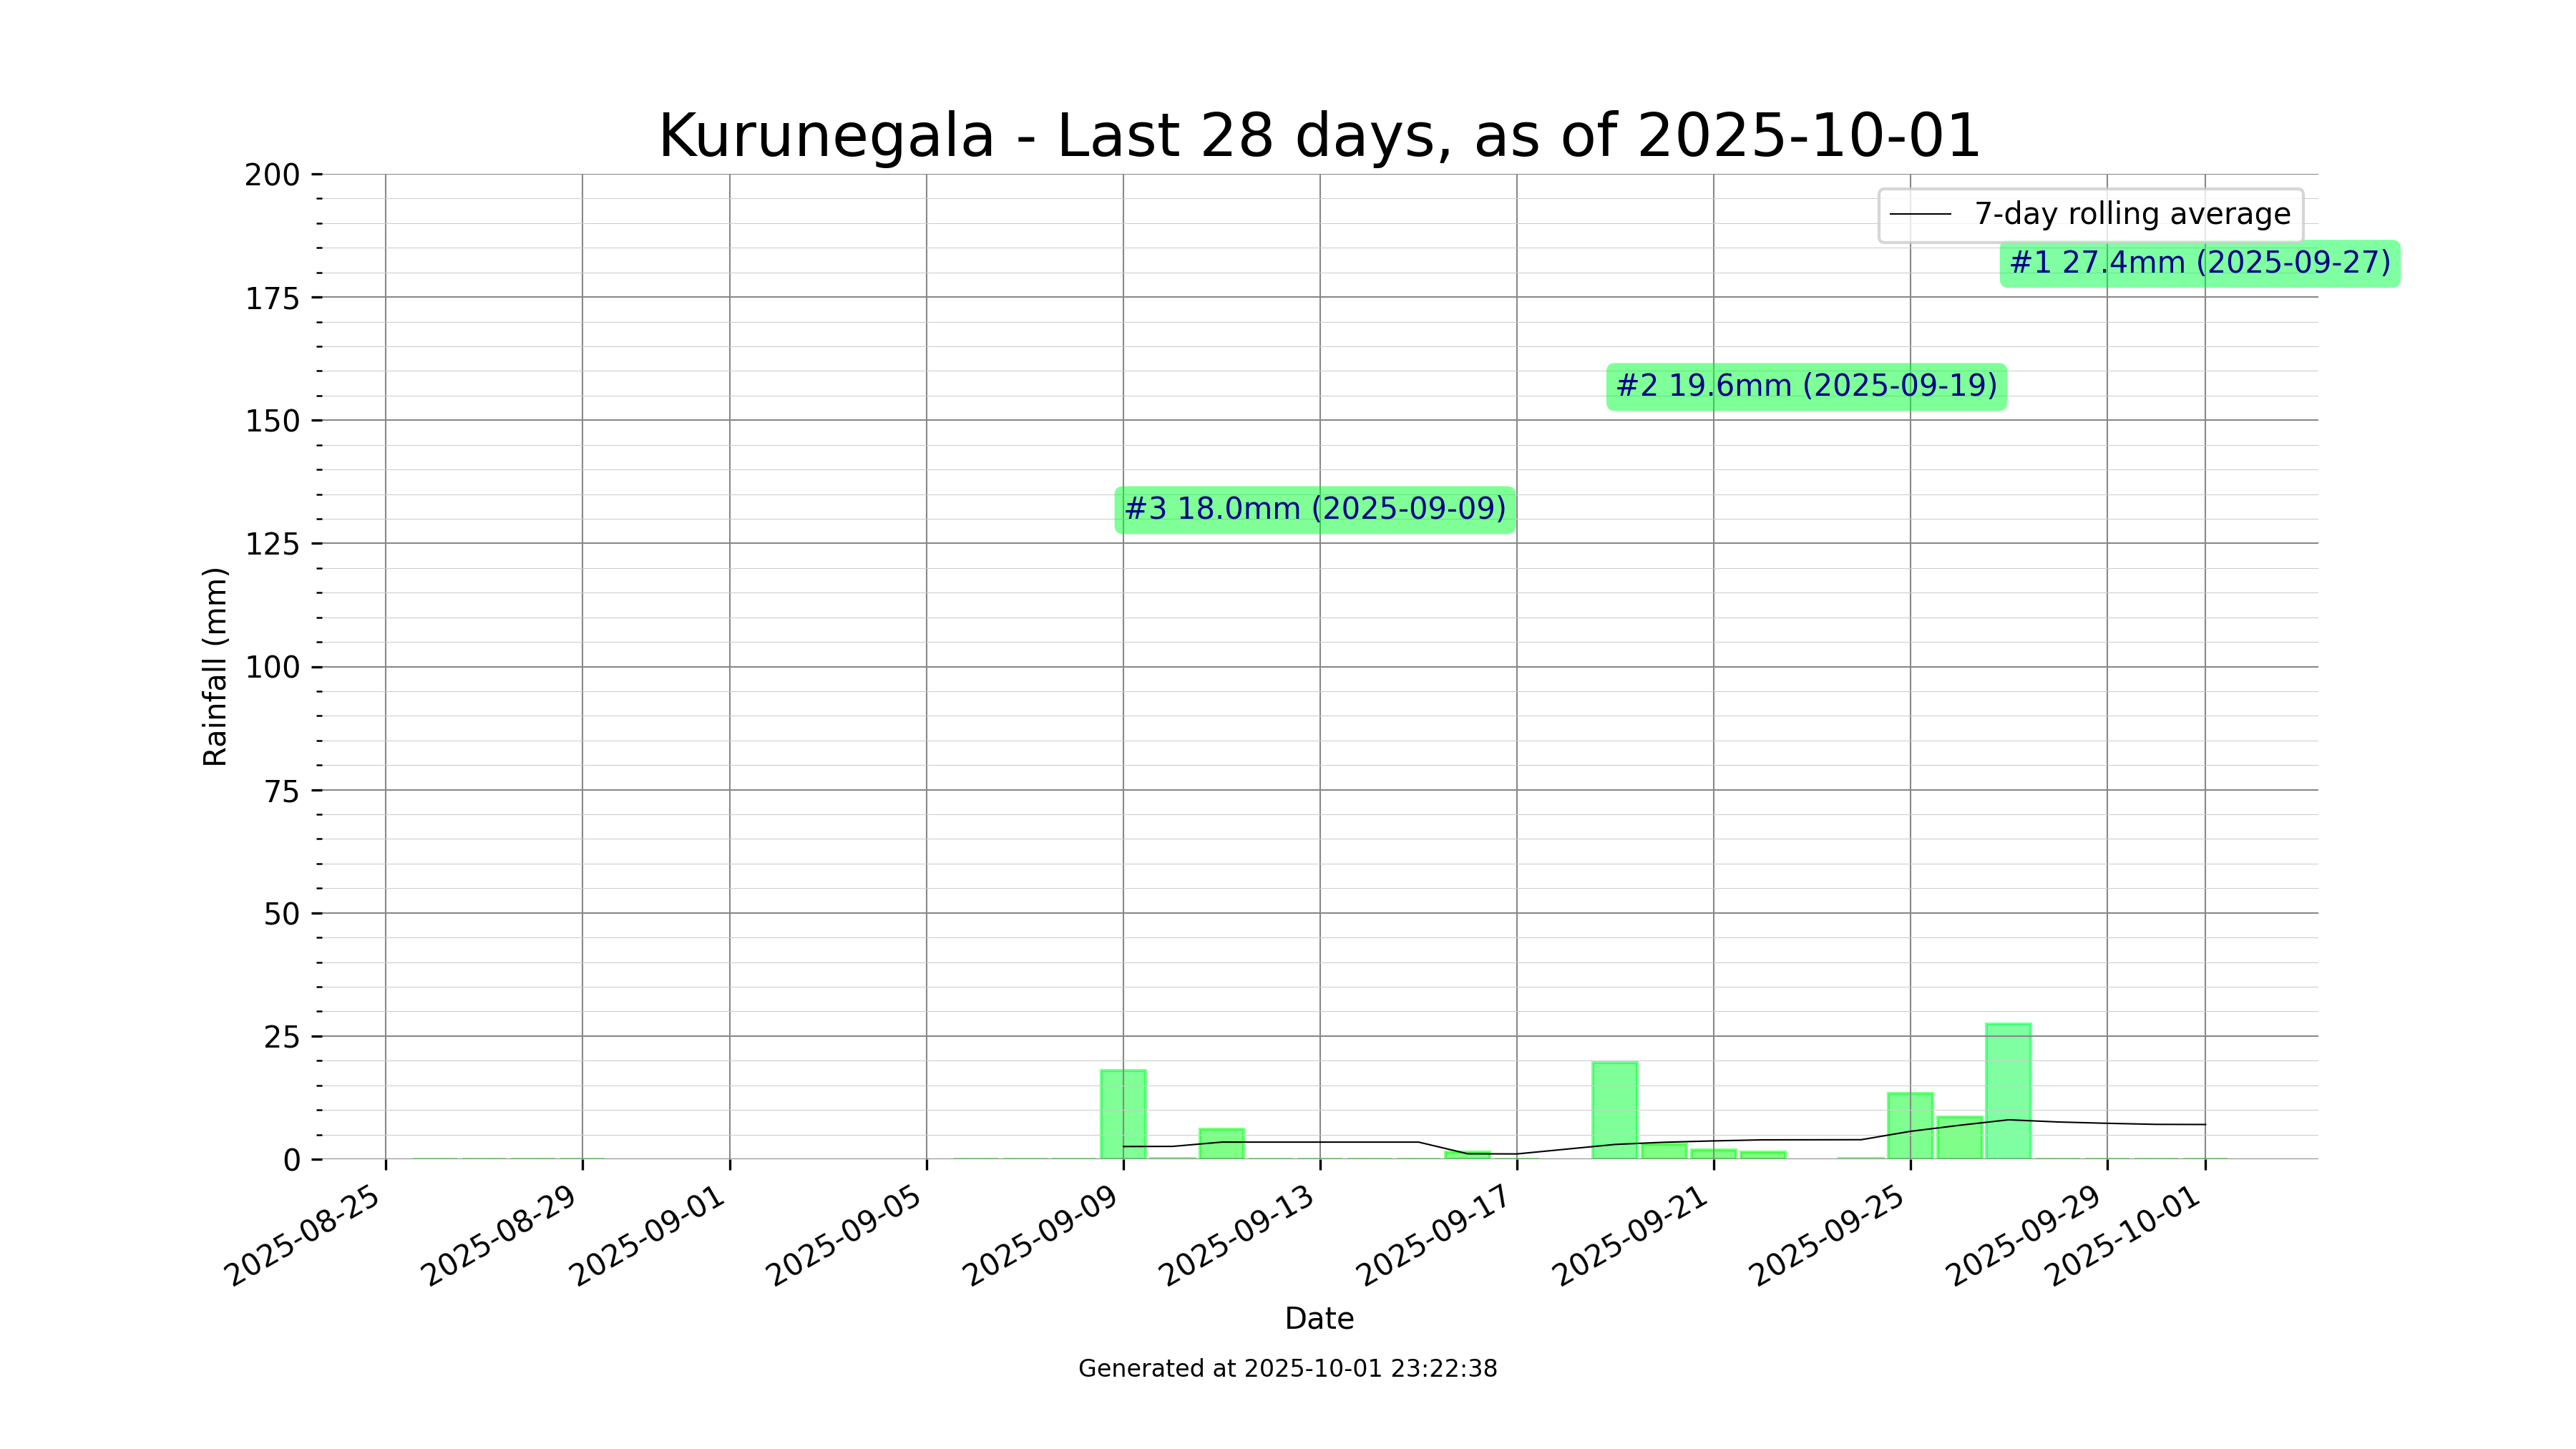 Kurunegala - Last 28 days, as of 2025-10-01
200
175
150
125
100
75
50
25
0
Rainfall (mm)
7-day rolling average
#1 27.4mm (2025-09-27)
#2 19.6mm (2025-09-19)
#3 18.0mm (2025-09-09)
2025-08-25
2025-08-29
2025-09-01
2025-09-05
2025-09-09
2025-09-13
2025-09-17
2025-09-21
2025-09-25
2025-09-29
2025-10-01
Date
Generated at 2025-10-01 23:22:38